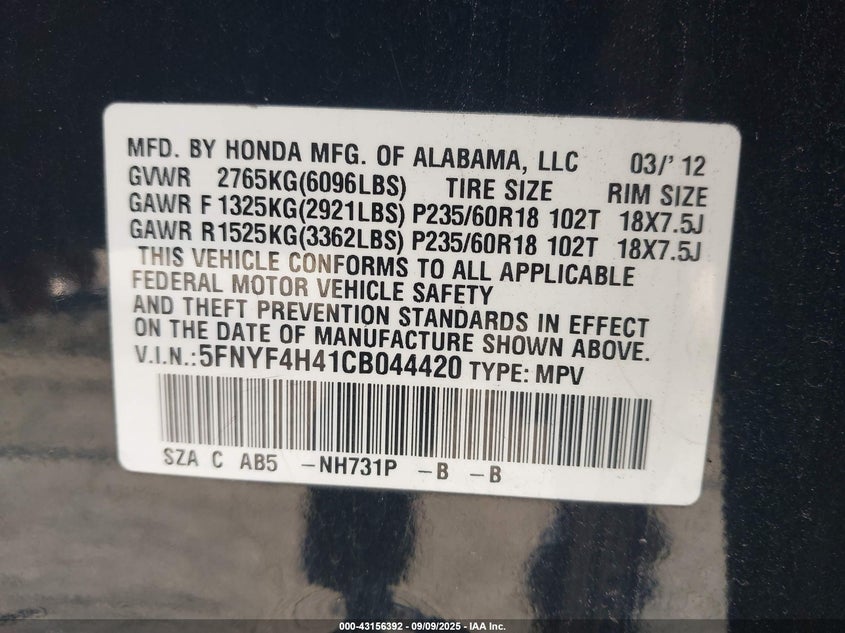 MFD. BY HONDA MFG. OF ALABAMA, LLC 03/' 12
GVWR 2765KG(6096LBS) TIRE SIZE RIM SIZE
GAWR F 1325KG(2921LBS) P235/60R18 102T 18X7.5J
GAWR R 1525KG(3362LBS) P235/60R18 102T 18X7.5J
THIS VEHICLE CONFORMS TO ALL APPLICABLE
FEDERAL MOTOR VEHICLE SAFETY
AND THEFT PREVENTION STANDARDS IN EFFECT
ON THE DATE OF MANUFACTURE SHOWN ABOVE.
V.I.N.:5FNYF4H41CB044420 TYPE: MPV
SZA C AB5 -NH731P -B -B
000-43156392 - 09/09/2025 - IAA Inc.